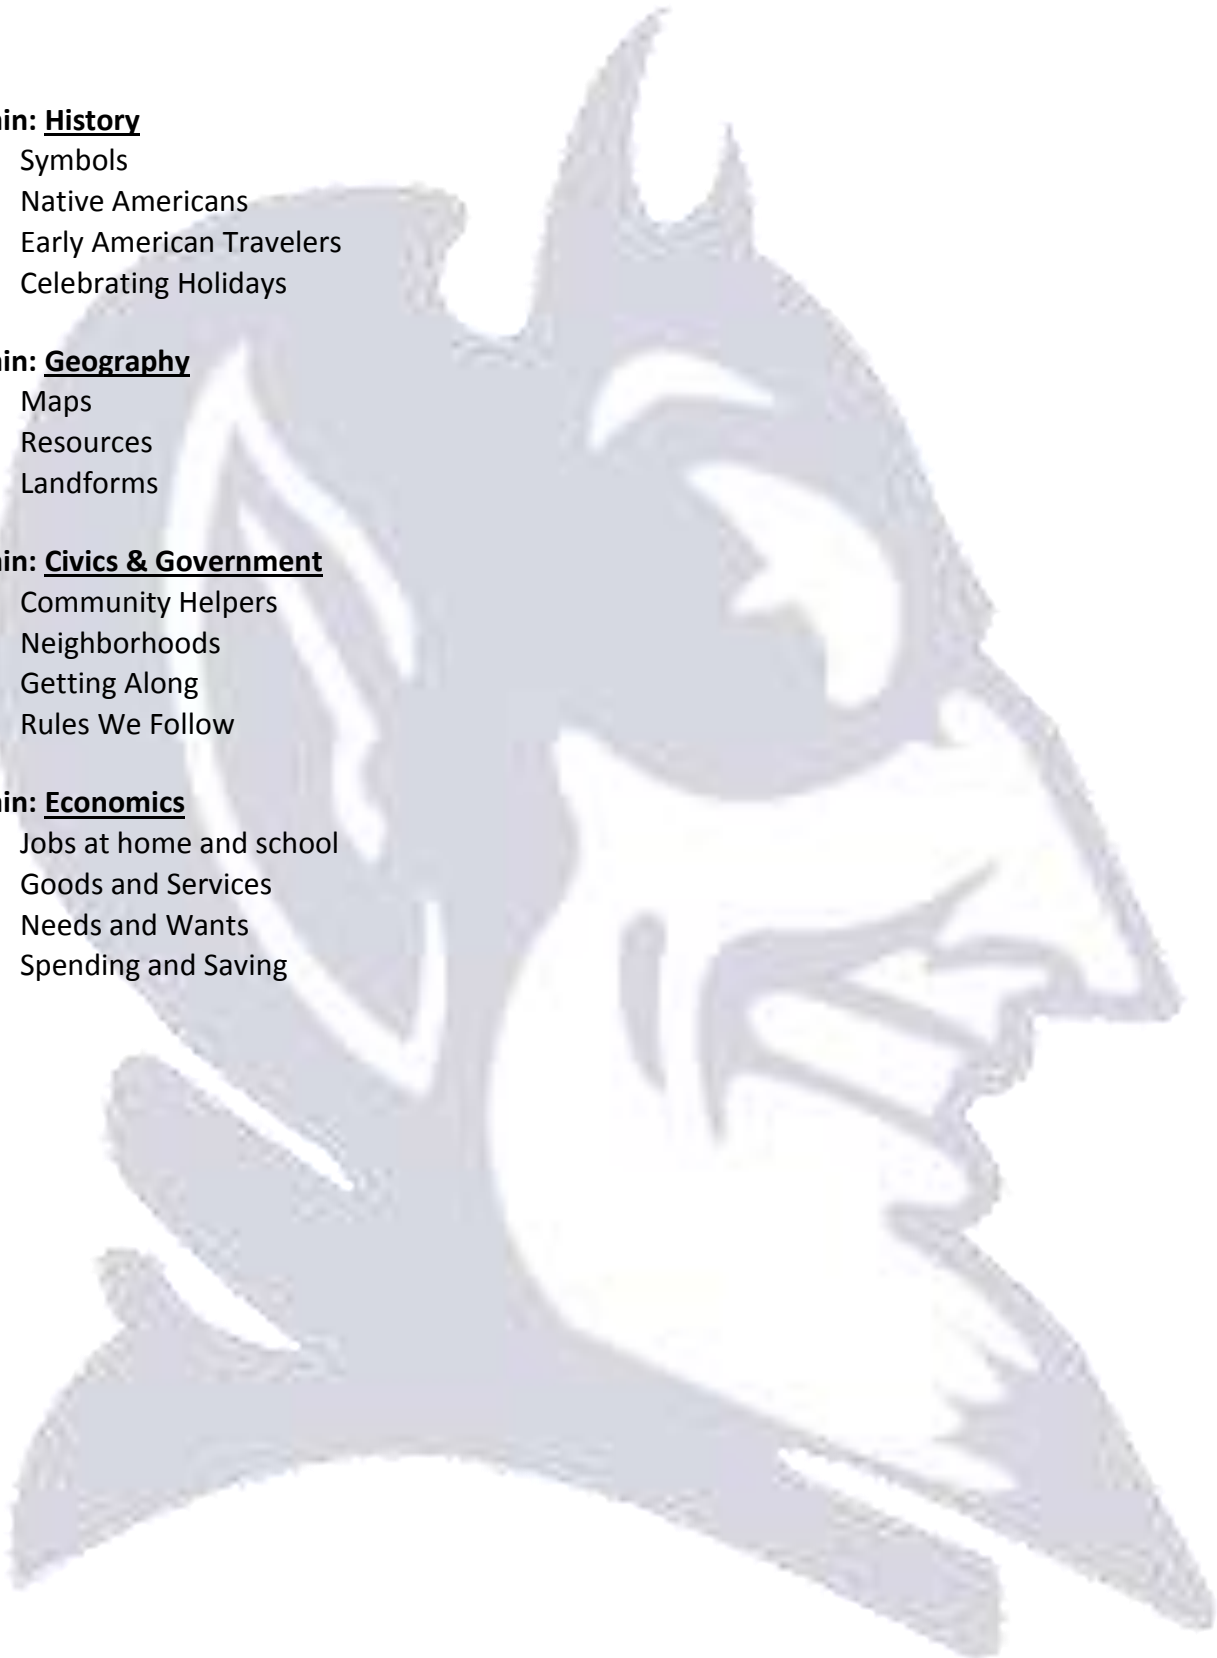 in: History
Symbols
Native Americans
Early American Travelers
Celebrating Holidays
in: Geography
Maps
Resources
Landforms
in: Civics & Government
Community Helpers
Neighborhoods
Getting Along
Rules We Follow
in: Economics
Jobs at home and school
Goods and Services
Needs and Wants
Spending and Saving